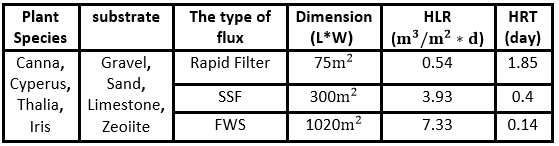 Plant Species substrate The type of flux Dimension (L*W) HLR (m³/m² * d) HRT (day)
Canna, Cyperus, Thalia, Iris Gravel, Sand, Limestone, Zeoiite Rapid Filter 75m² 0.54 1.85
SSF 300m² 3.93 0.4
FWS 1020m² 7.33 0.14